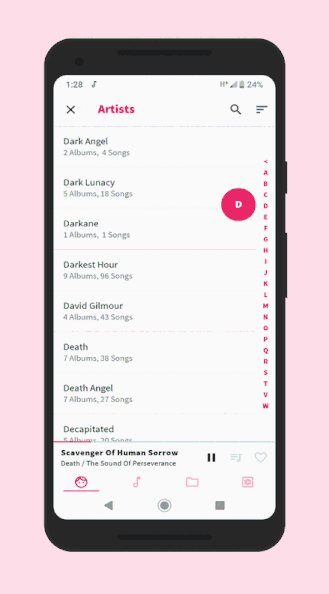 1:28
H+ 24%
Artists
Dark Angel
2 Albums, 4 Songs
Dark Lunacy
5 Albums, 18 Songs
Darkane
1 Albums, 1 Songs
Darkest Hour
9 Albums, 96 Songs
David Gilmour
4 Albums, 43 Songs
Death
7 Albums, 38 Songs
Death Angel
7 Albums, 27 Songs
Decapitated
5 Albums, 20 Songs
D
<
A
B
C
D
E
F
G
H
I
J
K
L
M
N
O
P
Q
R
S
T
V
W
Scavenger Of Human Sorrow
Death / The Sound Of Perseverance